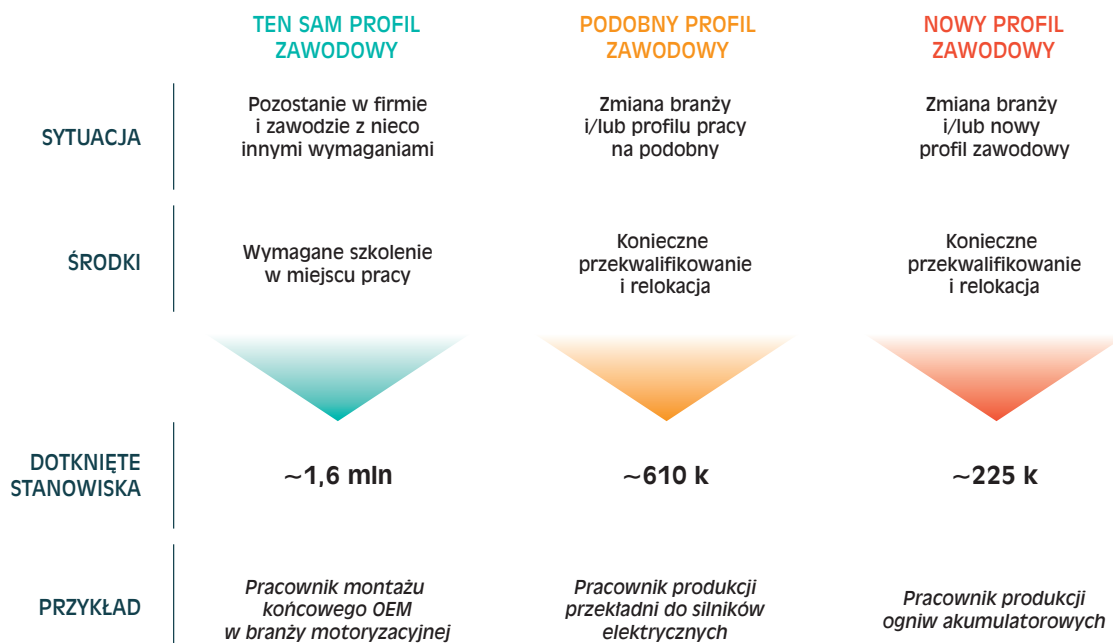 TEN SAM PROFIL
ZAWODOWY
PODOBNY PROFIL
ZAWODOWY
NOWY PROFIL
ZAWODOWY
SYTUACJA
Pozostanie w firmie
i zawodzie z nieco
innymi wymaganiami
Zmiana branży
i/lub profilu pracy
na podobny
Zmiana branży
i/lub nowy
profil zawodowy
ŚRODKI
Wymagane szkolenie
w miejscu pracy
Konieczne
przekwalifikowanie
i relokacja
Konieczne
przekwalifikowanie
i relokacja
DOTKNIĘTE
STANOWISKA
~1,6 mln
~610 k
~225 k
PRZYKŁAD
Pracownik montażu
końcowego OEM
w branży motoryzacyjnej
Pracownik produkcji
przekładni do silników
elektrycznych
Pracownik produkcji
ogniw akumulatorowych